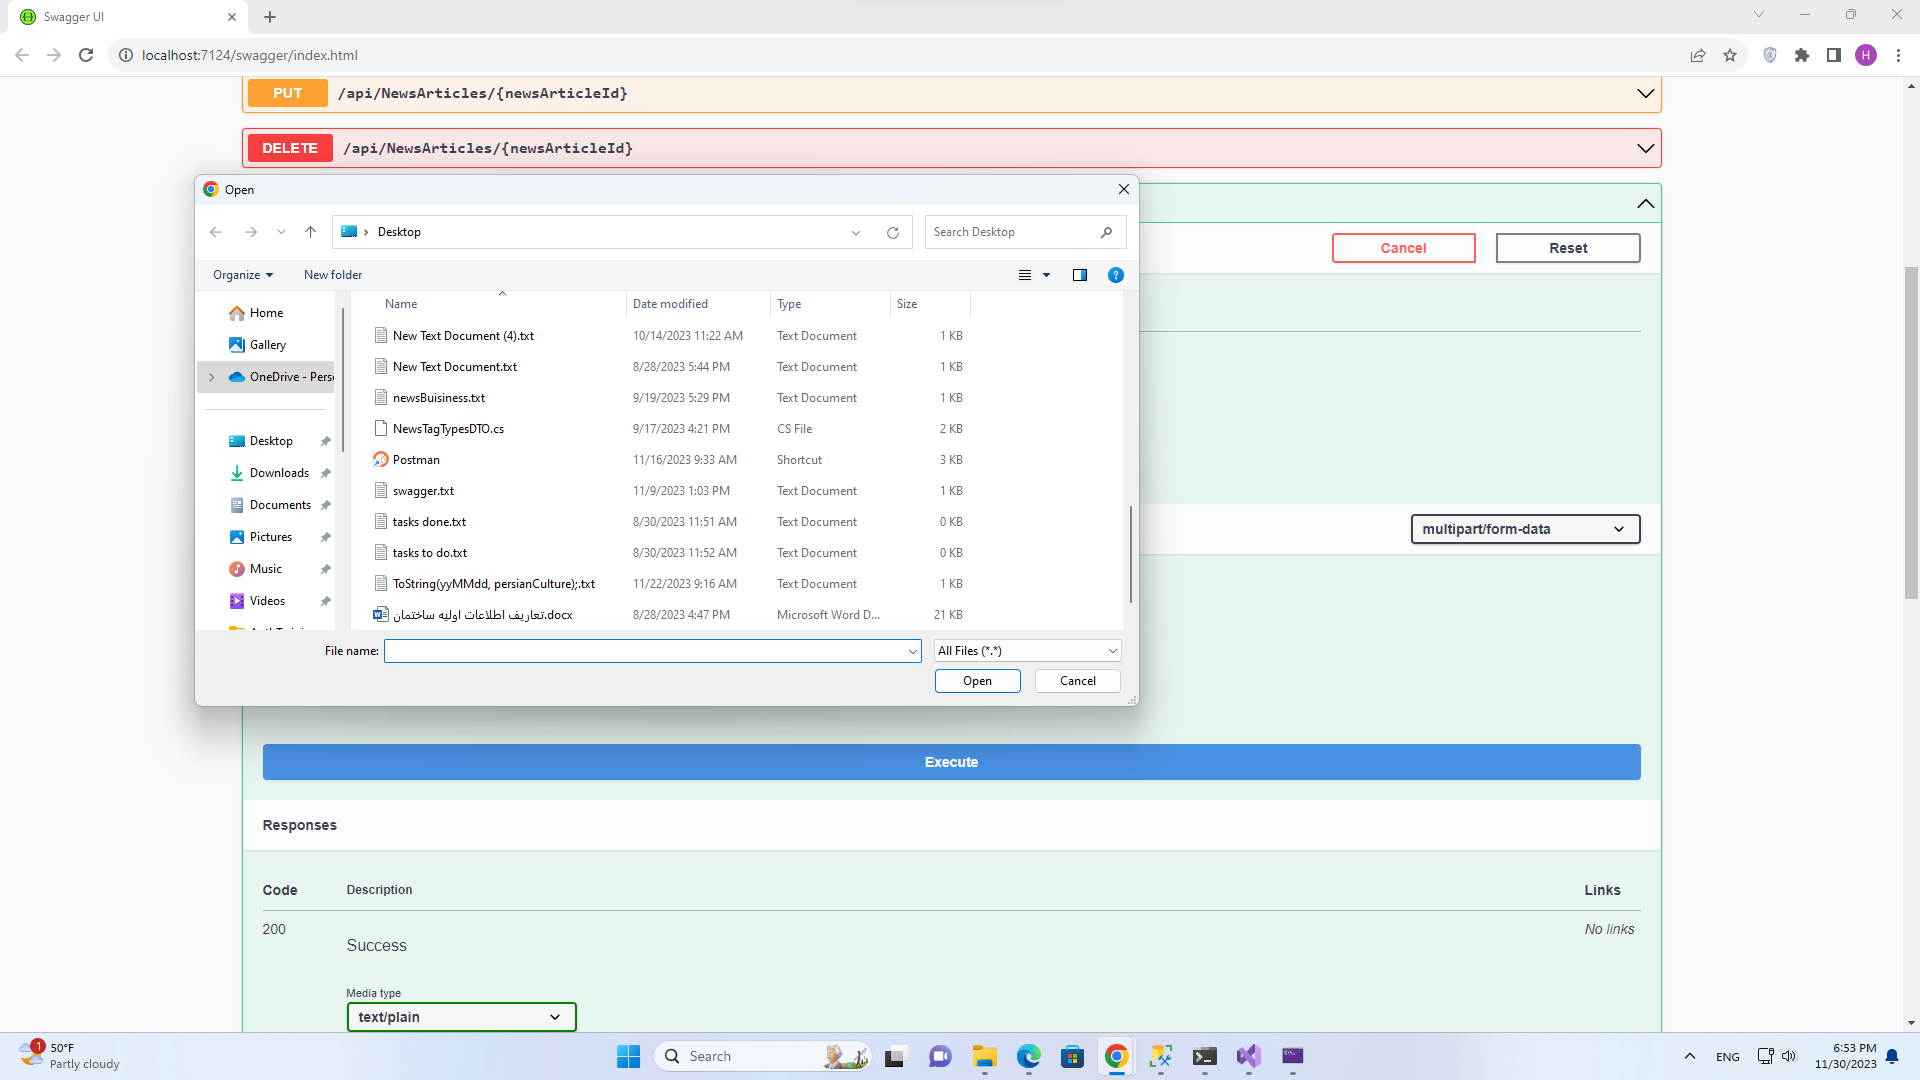 Swagger UI
localhost:7124/swagger/index.html
H
PUT /api/NewsArticles/{newsArticleId}
DELETE /api/NewsArticles/{newsArticleId}
Open
Desktop
Search Desktop
Cancel
Reset
Organize
New folder
Name Date modified Type Size
Home
Gallery
OneDrive - Pers
Desktop
Downloads
Documents
Pictures
Music
Videos
New Text Document (4).txt 10/14/2023 11:22 AM Text Document 1 KB
New Text Document.txt 8/28/2023 5:44 PM Text Document 1 KB
newsBuisiness.txt 9/19/2023 5:29 PM Text Document 1 KB
NewsTagTypesDTO.cs 9/17/2023 4:21 PM CS File 2 KB
Postman 11/16/2023 9:33 AM Shortcut 3 KB
swagger.txt 11/9/2023 1:03 PM Text Document 1 KB
tasks done.txt 8/30/2023 11:51 AM Text Document 0 KB
tasks to do.txt 8/30/2023 11:52 AM Text Document 0 KB
ToString(yyMMdd, persianCulture);.txt 11/22/2023 9:16 AM Text Document 1 KB
تعاریف اطلاعات اولیه ساختمان.docx 8/28/2023 4:47 PM Microsoft Word D... 21 KB
multipart/form-data
File name:
All Files (*.*)
Open
Cancel
Execute
Responses
Code Description Links
200 No links
Success
Media type
text/plain
1
50°F
Partly cloudy
Search
ENG
6:53 PM
11/30/2023